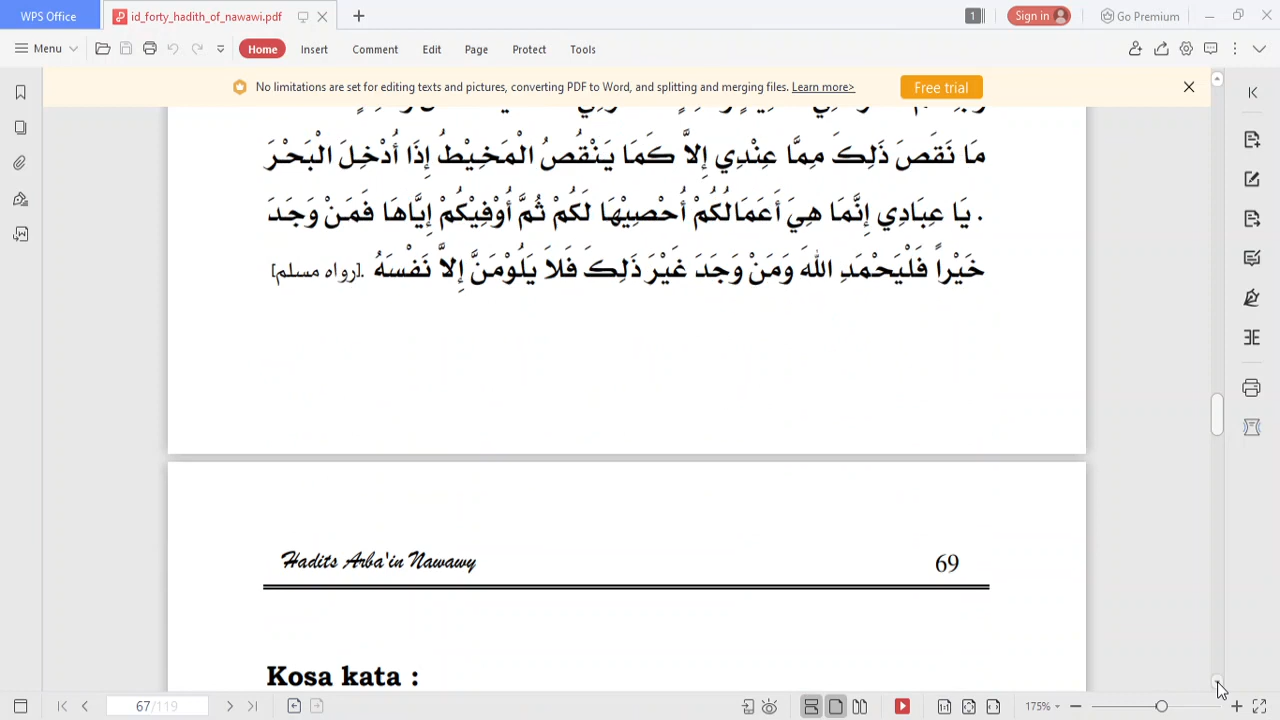 WPS Office
id_forty_hadith_of_nawawi.pdf
1
Sign in
Go Premium
Menu
Home
Insert
Comment
Edit
Page
Protect
Tools
No limitations are set for editing texts and pictures, converting PDF to Word, and splitting and merging files. Learn more>
Free trial
مَا نَقَصَ ذَلِكَ مِمَّا عِنْدِي إِلاَّ كَمَا يَنْقُصُ الْمَخِيْطُ إِذَا أُدْخِلَ الْبَحْرَ
. يَا عِبَادِي إِنَّمَا هِيَ أَعَمَالُكُمْ أُحْصِيْهَا لَكُمْ ثُمَّ أُوْفِيْكُمْ إِيَّاهَا فَمَنْ وَجَدَ
خَيْراً فَلْيَحْمَدِ اللهَ وَمَنْ وَجَدَ غَيْرَ ذَلِكَ فَلاَ يَلُوْمَنَّ إِلاَّ نَفْسَهُ .[رواه مسلم]
Hadits Arba'in Nawawy
69
Kosa kata :
67/119
175%